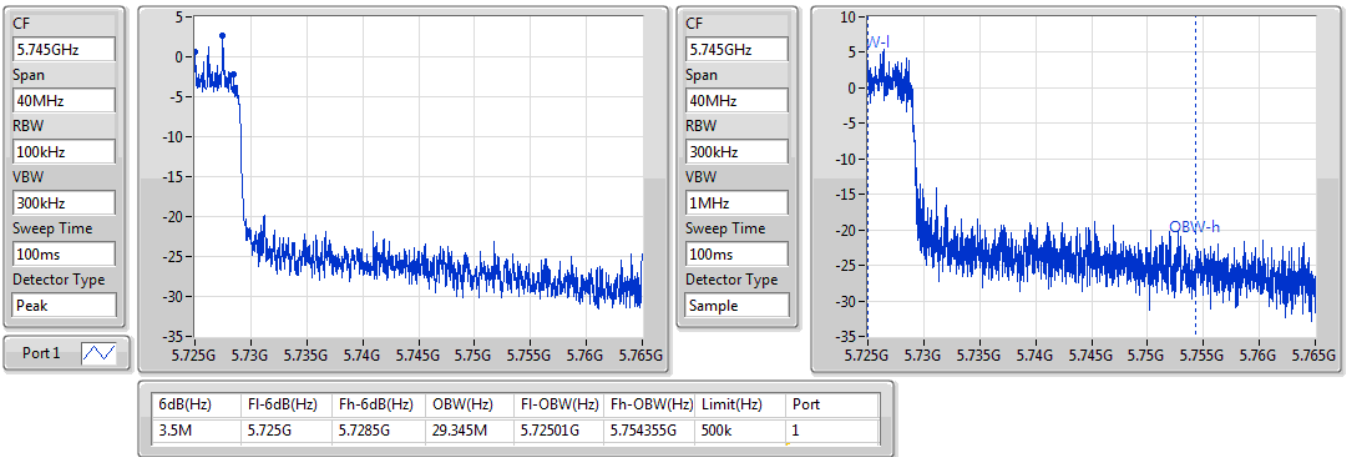 CF
5.745GHz
Span
40MHz
RBW
100kHz
VBW
300kHz
Sweep Time
100ms
Detector Type
Peak
Port 1
5
0
-5
-10
-15
-20
-25
-30
-35
5.725G 5.73G 5.735G 5.74G 5.745G 5.75G 5.755G 5.76G 5.765G
CF
5.745GHz
Span
40MHz
RBW
300kHz
VBW
1MHz
Sweep Time
100ms
Detector Type
Sample
10
5
0
-5
-10
-15
-20
-25
-30
-35
W-l
OBW-h
5.725G 5.73G 5.735G 5.74G 5.745G 5.75G 5.755G 5.76G 5.765G
6dB(Hz) Fl-6dB(Hz) Fh-6dB(Hz) OBW(Hz) Fl-OBW(Hz) Fh-OBW(Hz) Limit(Hz) Port
3.5M 5.725G 5.7285G 29.345M 5.72501G 5.754355G 500k 1